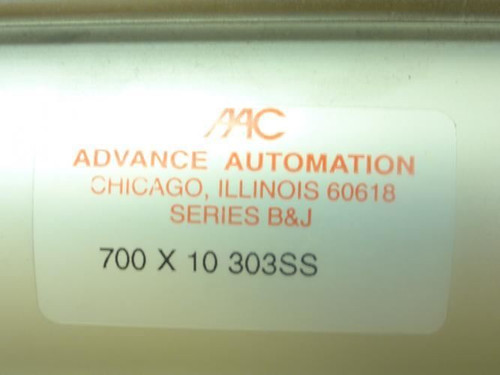 AAC
ADVANCE AUTOMATION
CHICAGO, ILLINOIS 60618
SERIES B&J
700 X 10 303SS